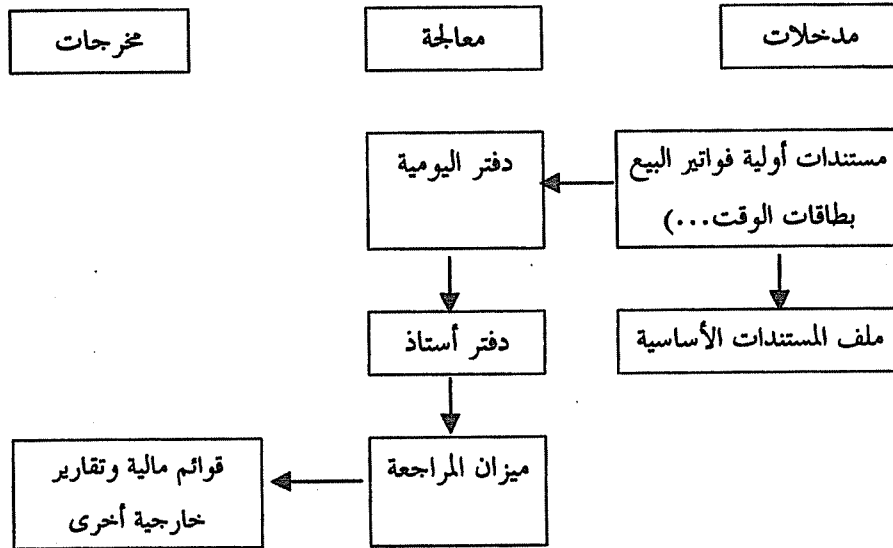 مدخلات
معالجة
مخرجات
مستندات أولية فواتير البيع
بطاقات الوقت...)
دفتر اليومية
ملف المستندات الأساسية
دفتر أستاذ
ميزان المراجعة
قوائم مالية وتقارير
خارجية أخرى